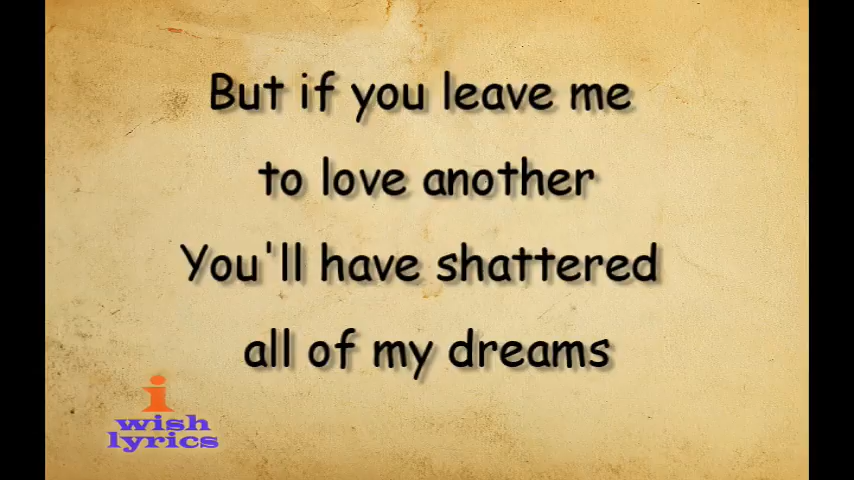 But if you leave me
to love another
You'll have shattered
all of my dreams
i
wish
lyrics